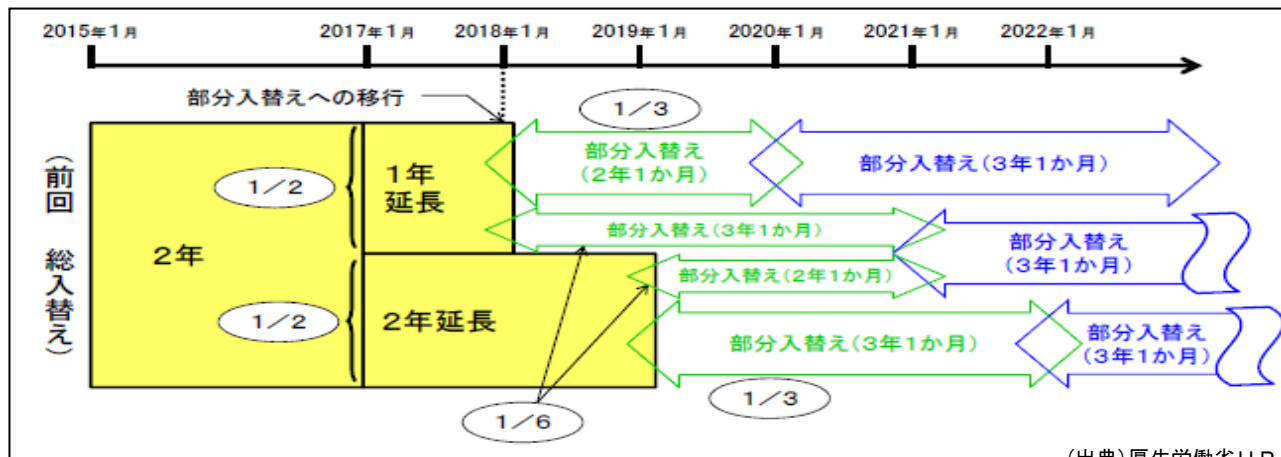 2015年1月
2017年1月
2018年1月
2019年1月
2020年1月
2021年1月
2022年1月
部分入替えへの移行
1/3
(前回 総入替え)
2年
1/2
1年
延長
部分入替え
(2年1か月)
部分入替え(3年1か月)
部分入替え(3年1か月)
部分入替え
(3年1か月)
1/2
2年延長
部分入替え(2年1か月)
部分入替え(3年1か月)
部分入替え
(3年1か月)
1/6
1/3